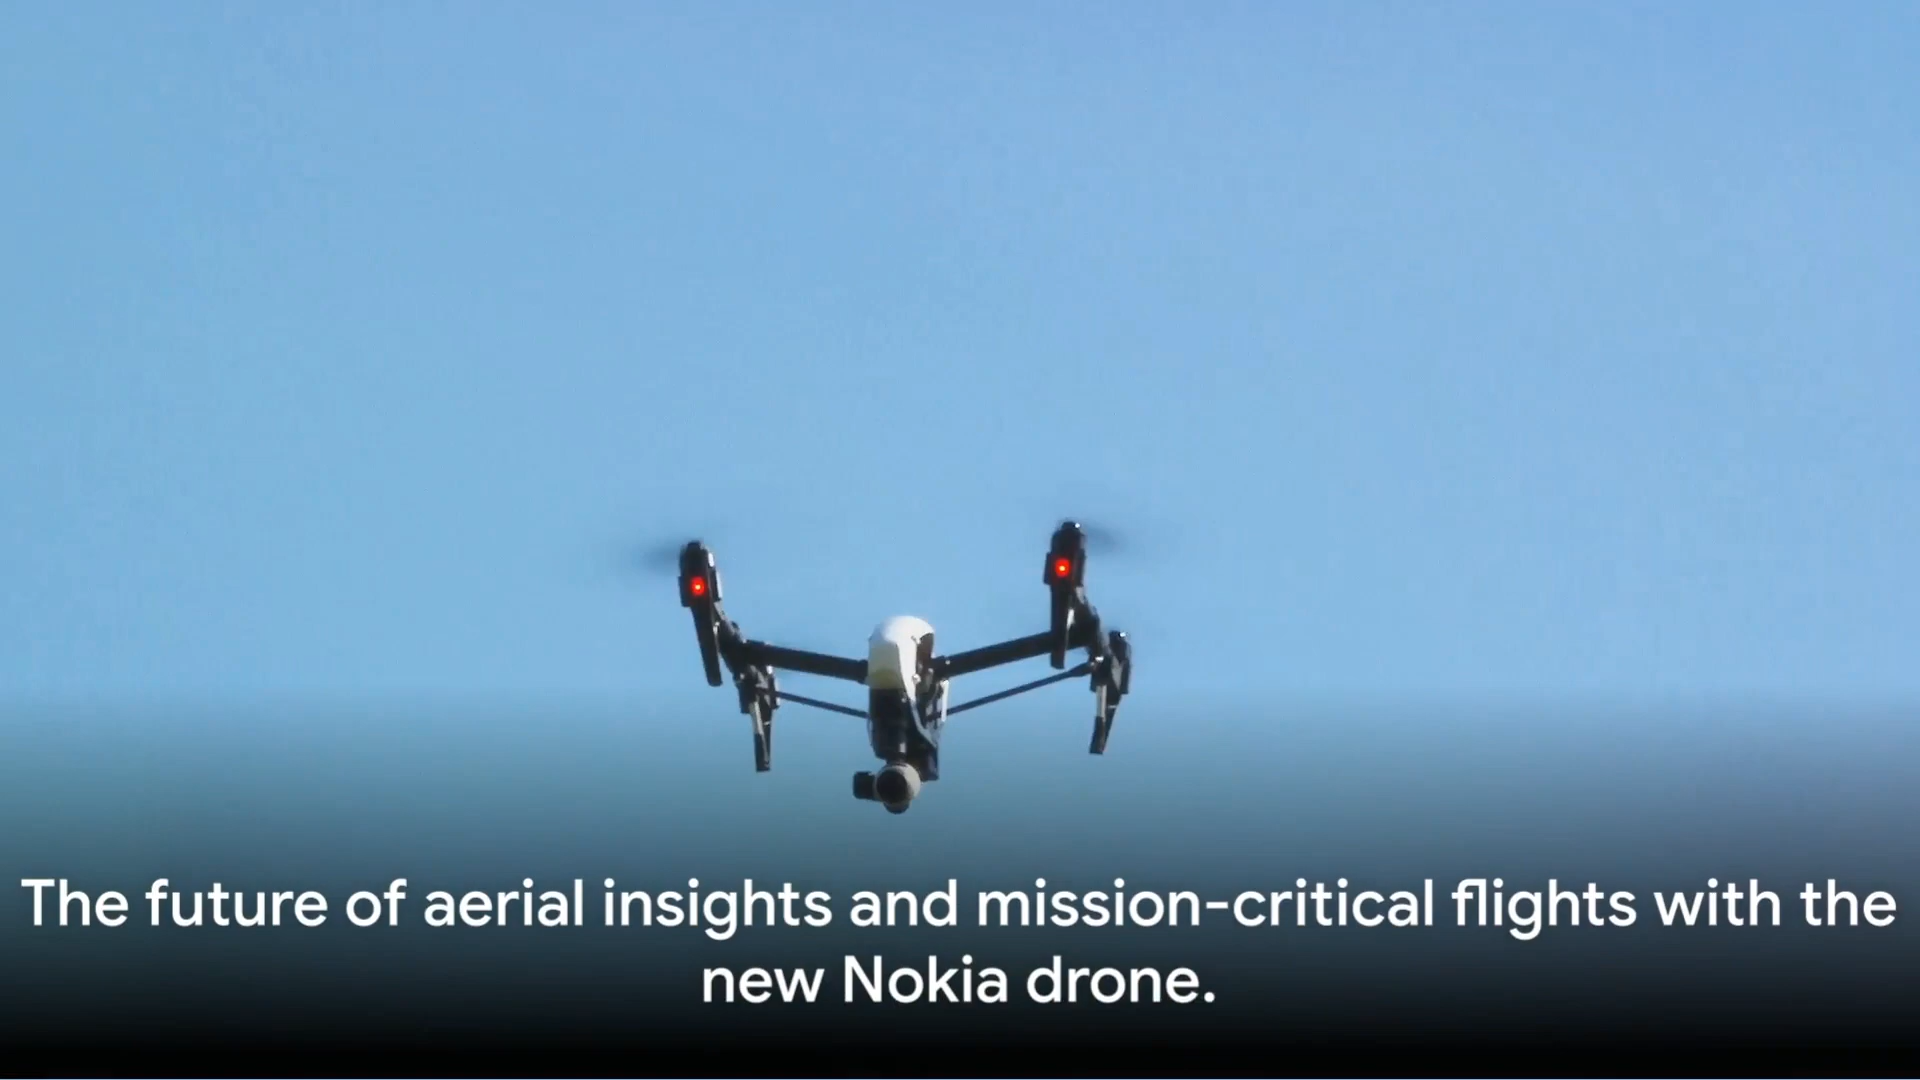 The future of aerial insights and mission-critical flights with the
new Nokia drone.